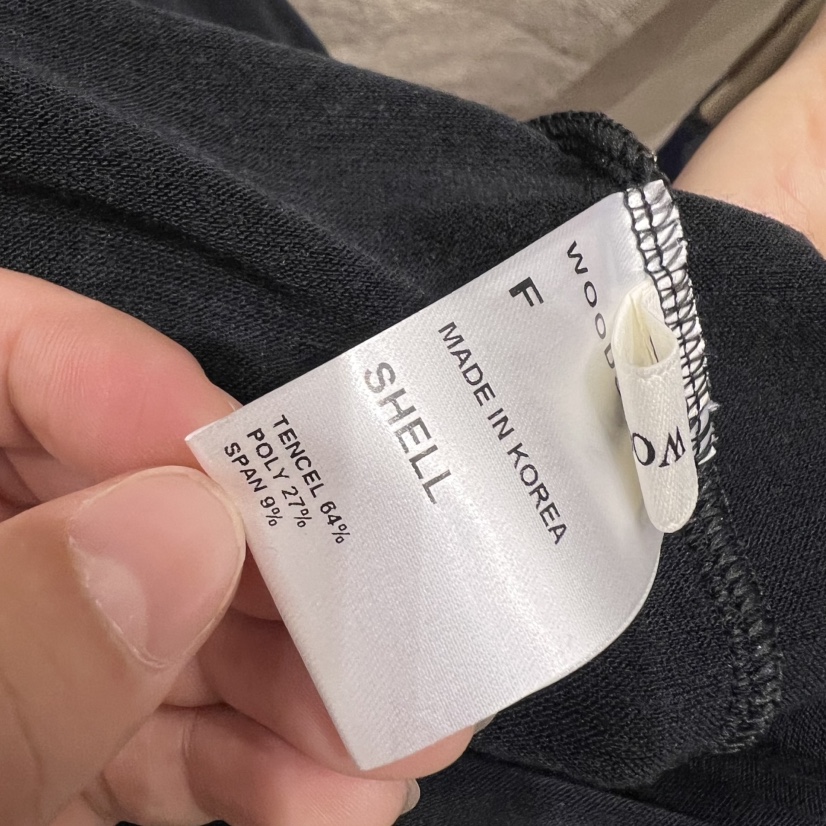 F
MADE IN KOREA
SHELL
TENCEL 64%
POLY 27%
SPAN 9%